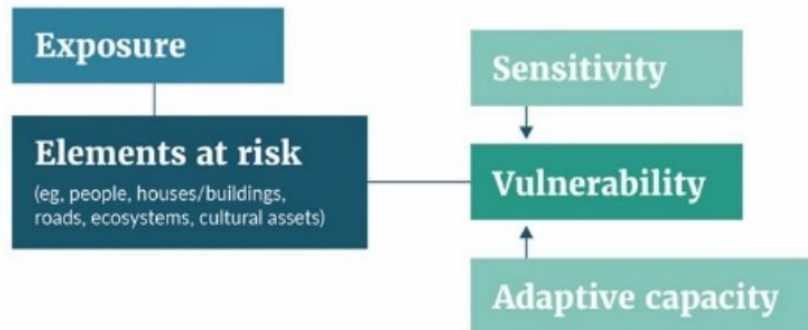 Exposure
Elements at risk
(eg, people, houses/buildings,
roads, ecosystems, cultural assets)
Sensitivity
Vulnerability
Adaptive capacity